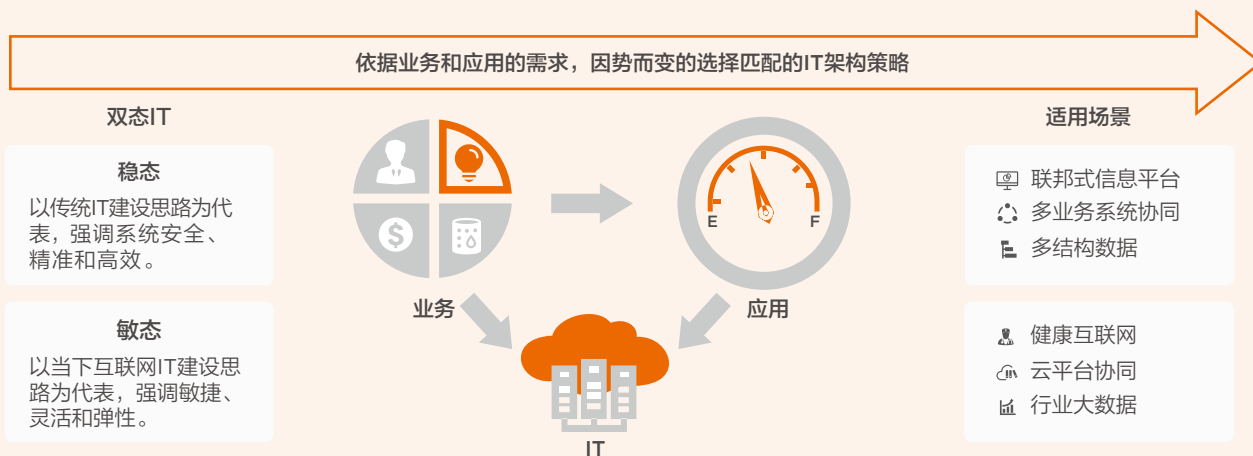 依据业务和应用的需求，因势而变的选择匹配的IT架构策略
双态IT
稳态
以传统IT建设思路为代
表，强调系统安全、
精准和高效。
敏态
以当下互联网IT建设思
路为代表，强调敏捷、
灵活和弹性。
$
业务
E
F
应用
IT
适用场景
联邦式信息平台
多业务系统协同
多结构数据
健康互联网
云平台协同
行业大数据